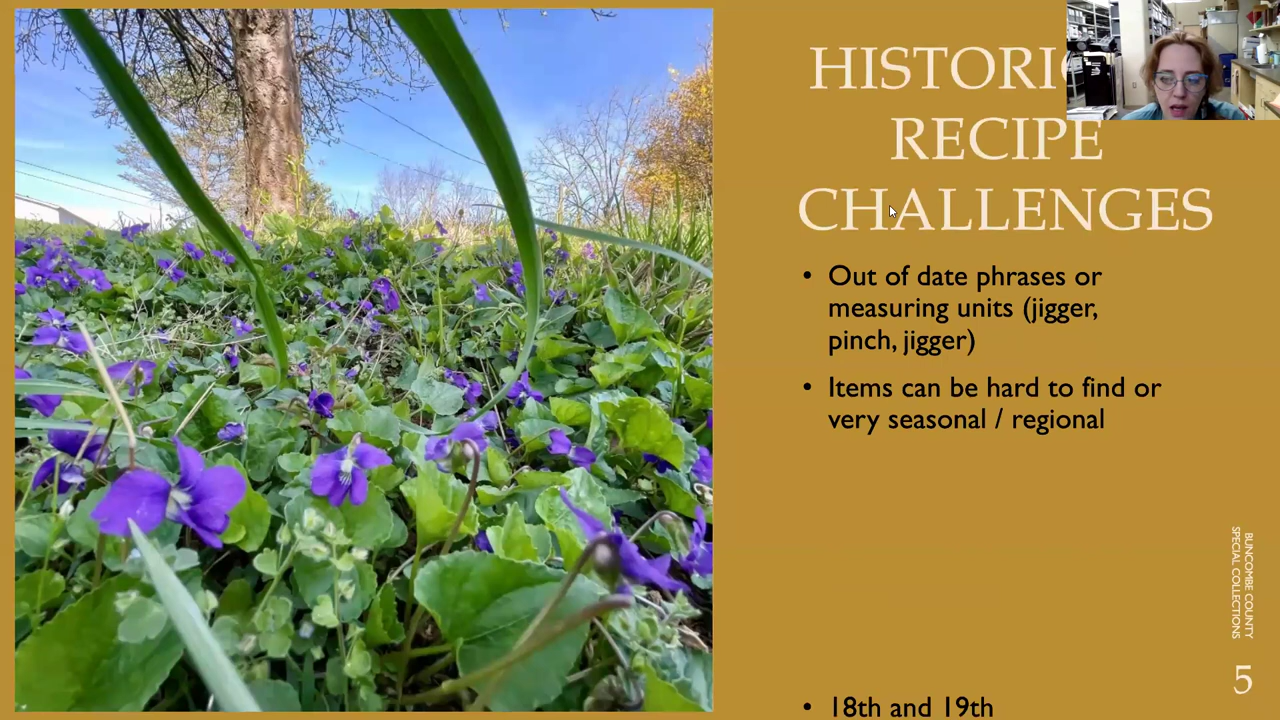 HISTORIC
RECIPE
CHALLENGES
• Out of date phrases or
measuring units (jigger,
pinch, jigger)
• Items can be hard to find or
very seasonal / regional
• 18th and 19th
BUNCOMBE COUNTY
SPECIAL COLLECTIONS
5